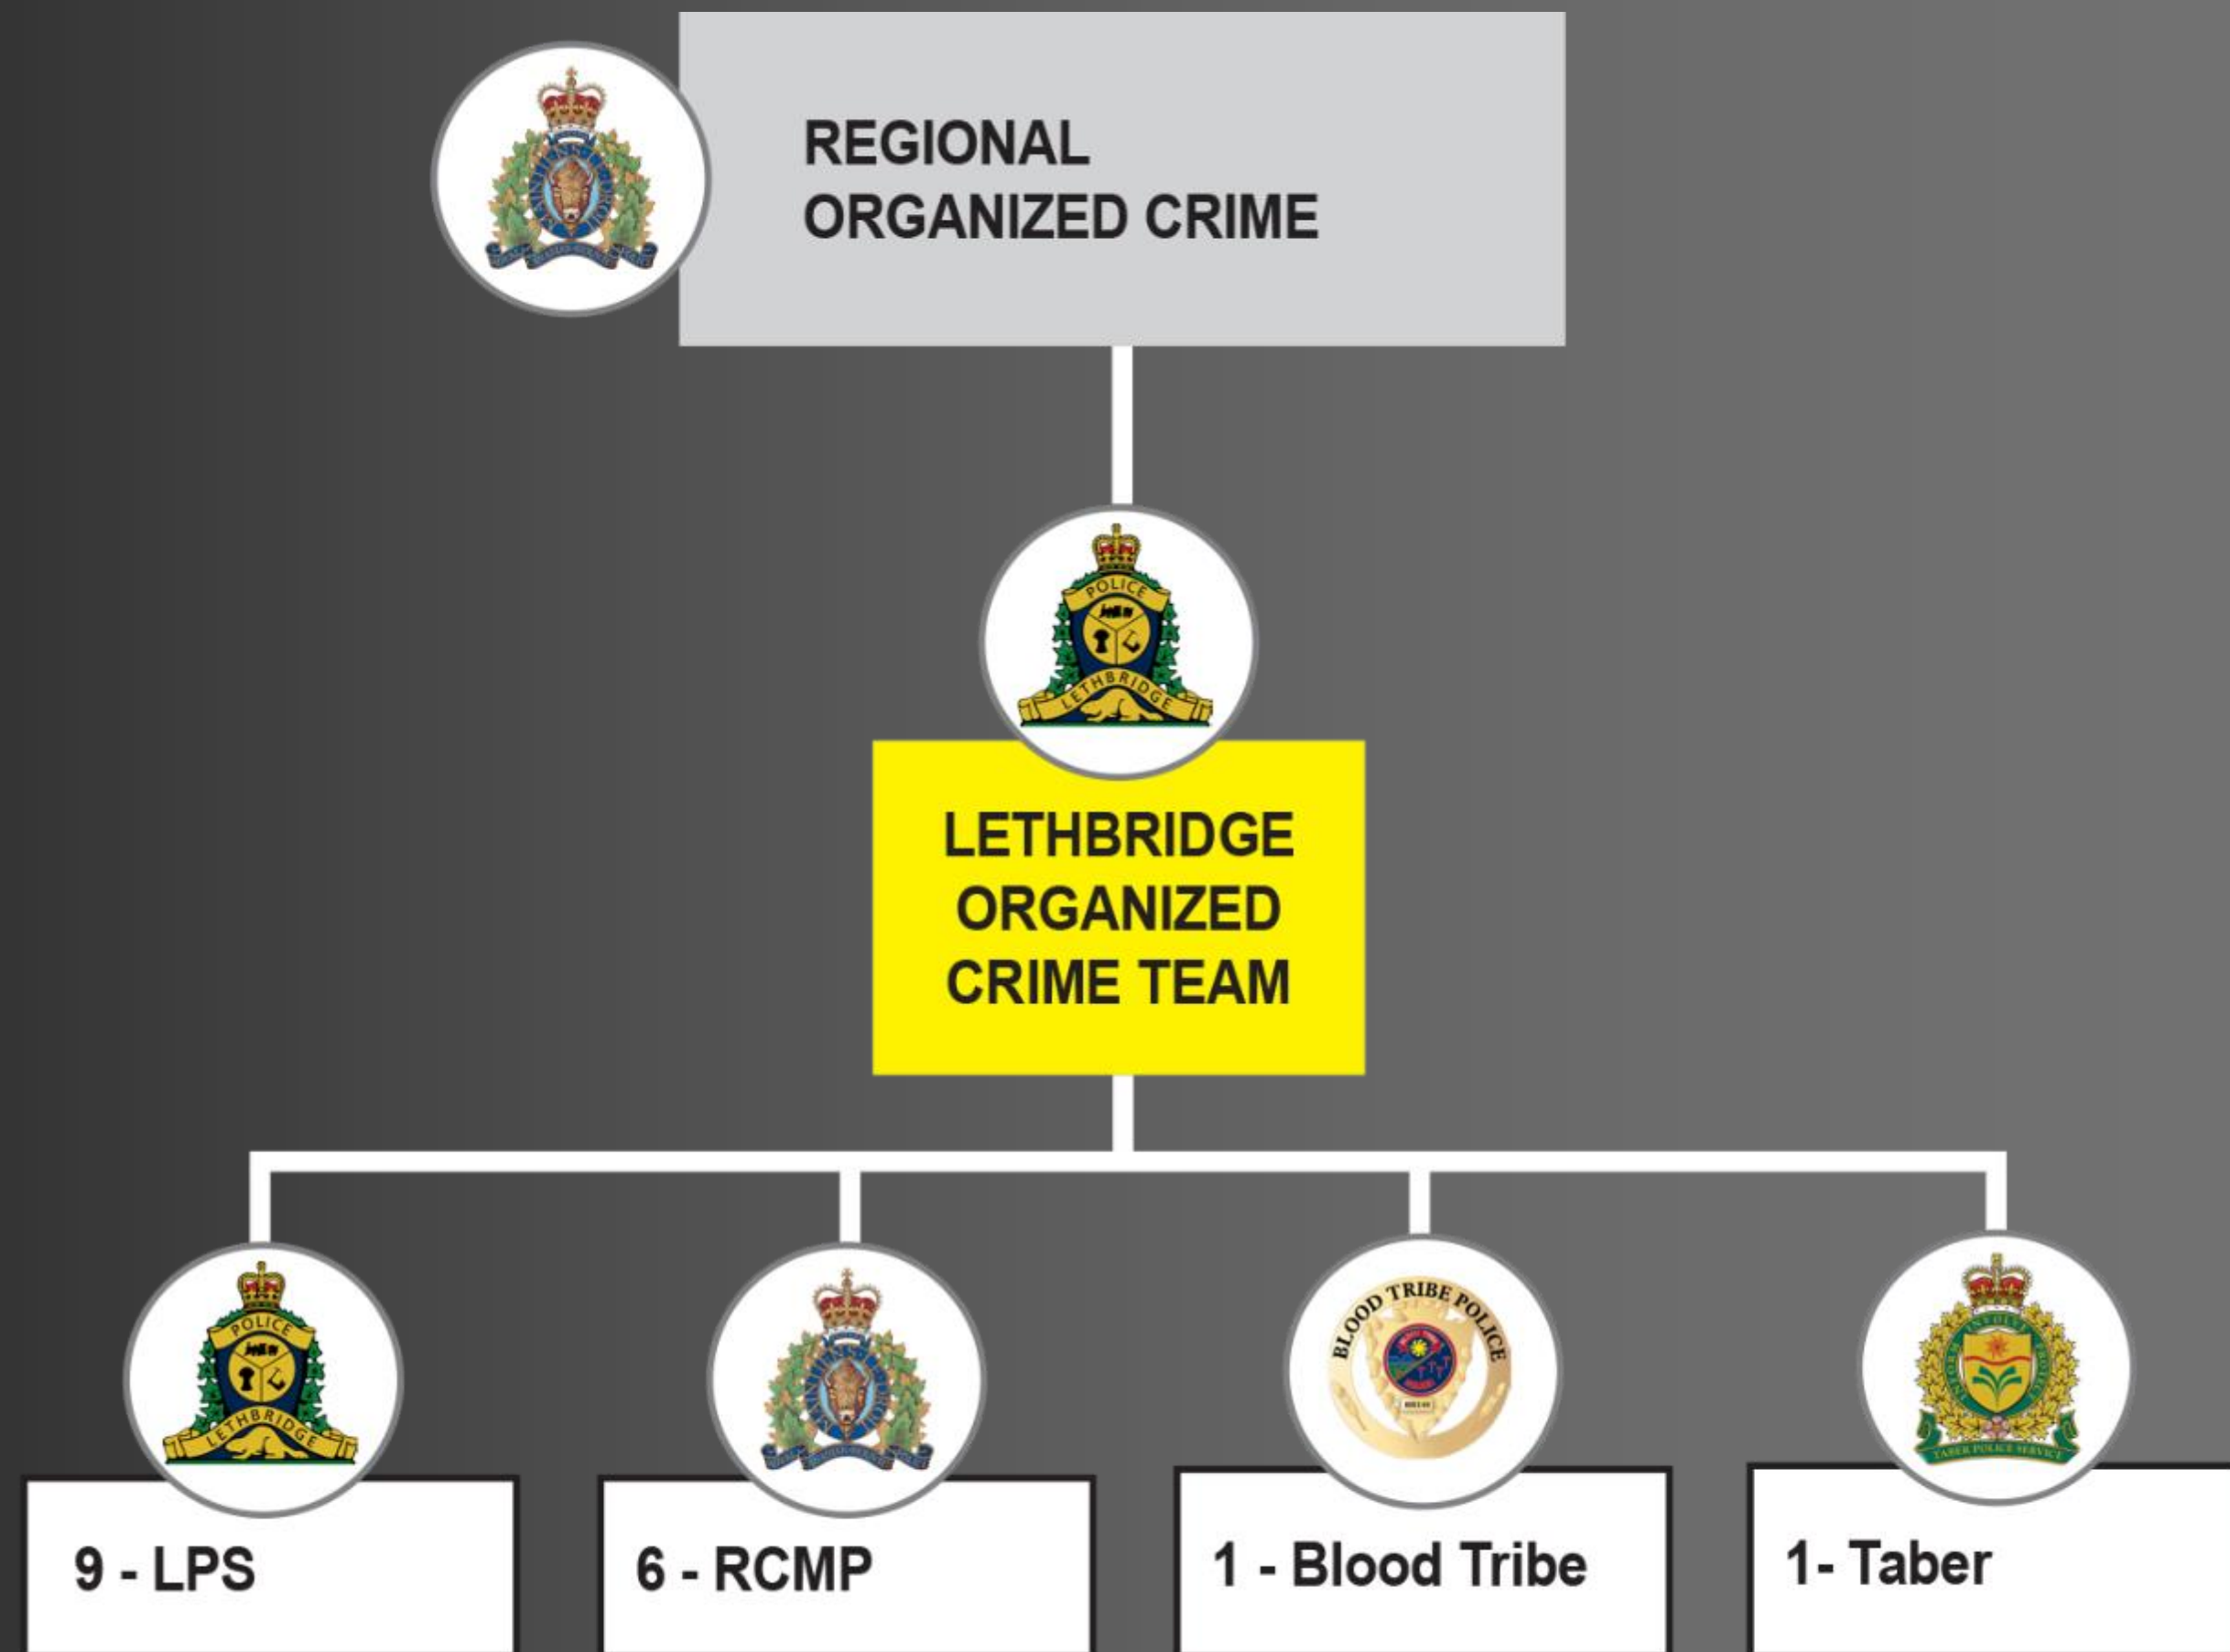 REGIONAL
ORGANIZED CRIME
POLICE
LETHBRIDGE
LETHBRIDGE
ORGANIZED
CRIME TEAM
POLICE
LETHBRIDGE
BLOOD TRIBE POLICE
TABER POLICE SERVICE
9 - LPS
6 - RCMP
1 - Blood Tribe
1- Taber